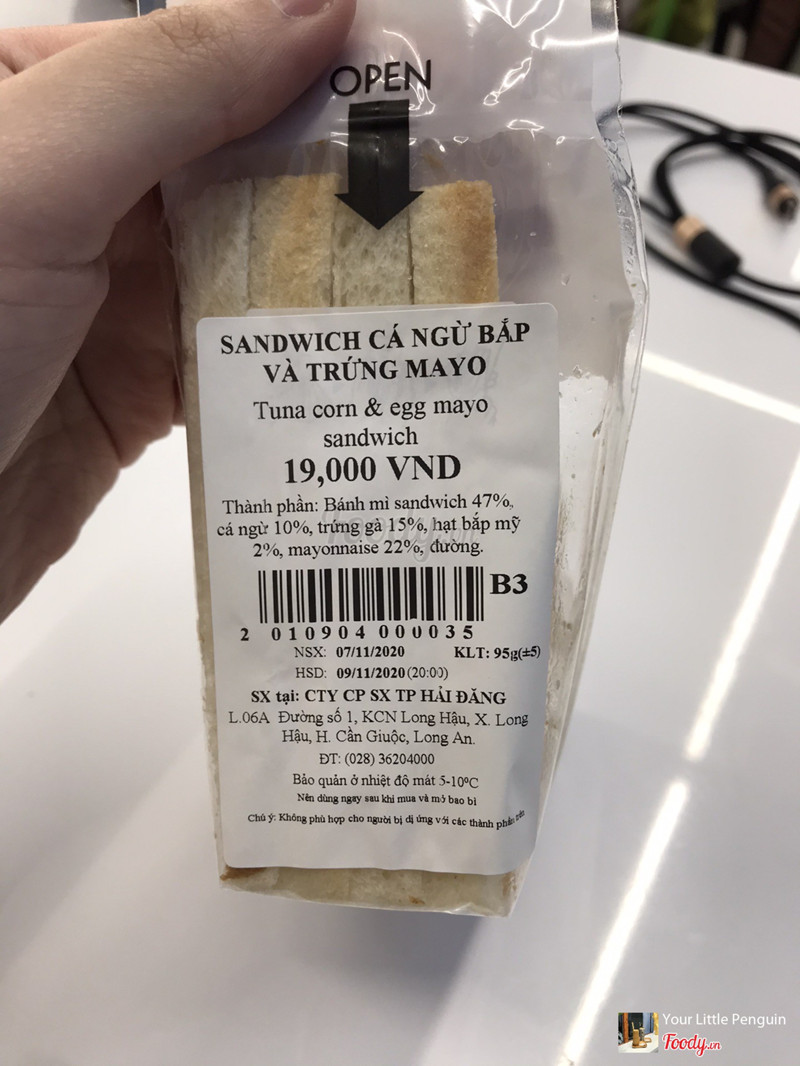 OPEN
SANDWICH CÁ NGỪ BẮP
VÀ TRỨNG MAYO
Tuna corn & egg mayo
sandwich
19,000 VND
Thành phần: Bánh mì sandwich 47%,
cá ngừ 10%, trứng gà 15%, hạt bắp mỹ
2%, mayonnaise 22%, đường.
B3
2 010904 000035
NSX: 07/11/2020 KLT: 95g(±5)
HSD: 09/11/2020 (20:00)
SX tại: CTY CP SX TP HẢI ĐĂNG
L.06A Đường số 1, KCN Long Hậu, X. Long
Hậu, H. Cần Giuộc, Long An.
ĐT: (028) 36204000
Bảo quản ở nhiệt độ mát 5-10ºC
Nên dùng ngay sau khi mua và mở bao bì
Chú ý: Không phù hợp cho người bị dị ứng với các thành phần trên
Foody.vn
Your Little Penguin
Foody.vn